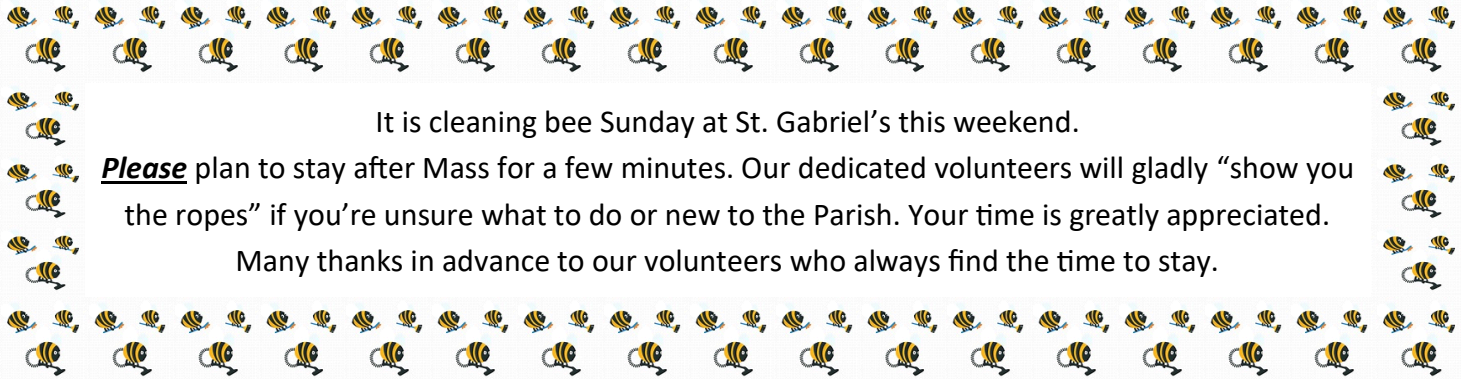 It is cleaning bee Sunday at St. Gabriel’s this weekend.
Please plan to stay after Mass for a few minutes. Our dedicated volunteers will gladly “show you
the ropes” if you’re unsure what to do or new to the Parish. Your time is greatly appreciated.
Many thanks in advance to our volunteers who always find the time to stay.